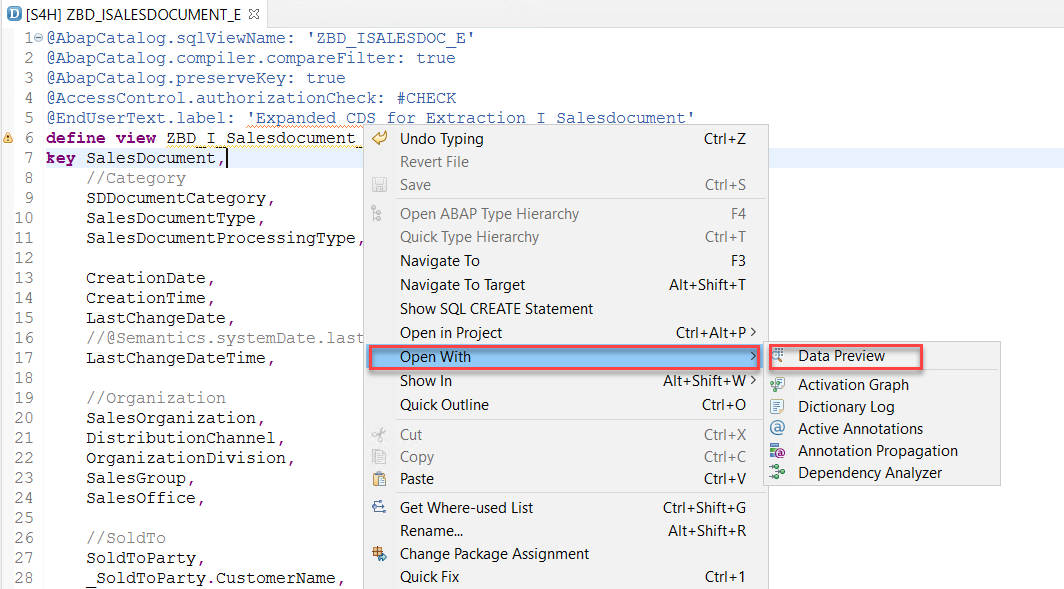 [S4H] ZBD_ISALESDOCUMENT_E
1 @AbapCatalog.sqlViewName: 'ZBD_ISALESDOC_E'
2 @AbapCatalog.compiler.compareFilter: true
3 @AbapCatalog.preserveKey: true
4 @AccessControl.authorizationCheck: #CHECK
5 @EndUserText.label: 'Expanded CDS for Extraction I Salesdocument'
6 define view ZBD_I_Salesdocument_
7 key SalesDocument,
8 //Category
9 SDDocumentCategory,
10 SalesDocumentType,
11 SalesDocumentProcessingType,
12
13 CreationDate,
14 CreationTime,
15 LastChangeDate,
16 //@Semantics.systemDate.last
17 LastChangeDateTime,
18
19 //Organization
20 SalesOrganization,
21 DistributionChannel,
22 OrganizationDivision,
23 SalesGroup,
24 SalesOffice,
25
26 //SoldTo
27 SoldToParty,
28 _SoldToParty.CustomerName,
Undo Typing Ctrl+Z
Revert File
Save Ctrl+S
Open ABAP Type Hierarchy F4
Quick Type Hierarchy Ctrl+T
Navigate To F3
Navigate To Target Alt+Shift+T
Show SQL CREATE Statement
Open in Project Ctrl+Alt+P >
Open With >
Show In Alt+Shift+W >
Quick Outline Ctrl+O
Cut Ctrl+X
Copy Ctrl+C
Paste Ctrl+V
Get Where-used List Ctrl+Shift+G
Rename... Alt+Shift+R
Change Package Assignment
Quick Fix Ctrl+1
Data Preview
Activation Graph
Dictionary Log
Active Annotations
Annotation Propagation
Dependency Analyzer